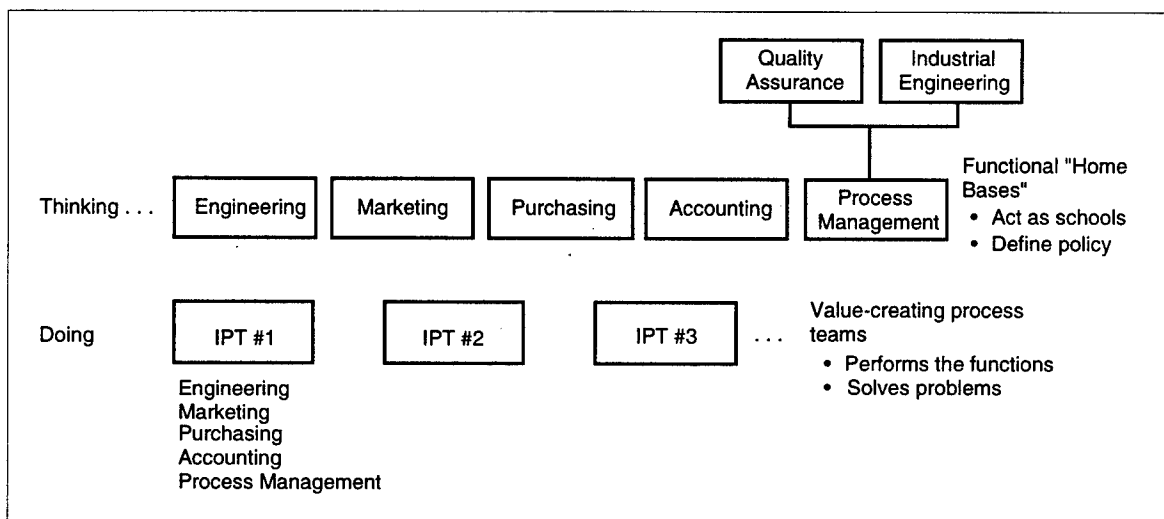 Quality
Assurance
Industrial
Engineering
Thinking . . .
Engineering
Marketing
Purchasing
Accounting
Process
Management
Functional "Home
Bases"
• Act as schools
• Define policy
Doing
IPT #1
IPT #2
IPT #3
. . .
Value-creating process
teams
• Performs the functions
• Solves problems
Engineering
Marketing
Purchasing
Accounting
Process Management